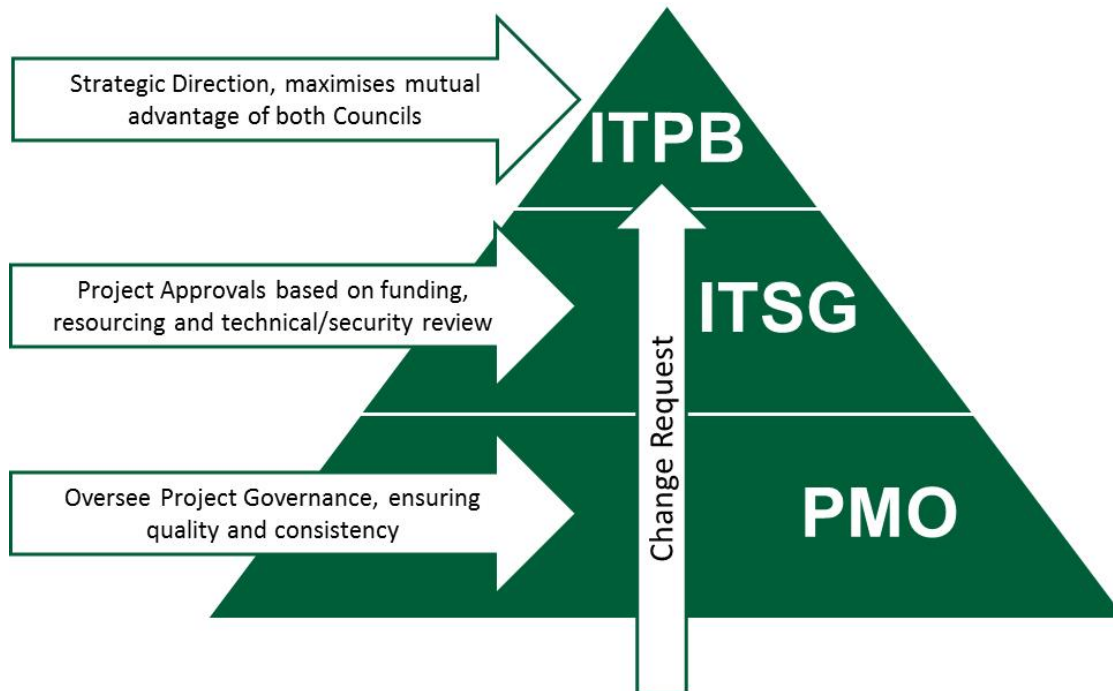 Strategic Direction, maximises mutual
advantage of both Councils
ITPB
Project Approvals based on funding,
resourcing and technical/security review
ITSG
Oversee Project Governance, ensuring
quality and consistency
PMO
Change Request